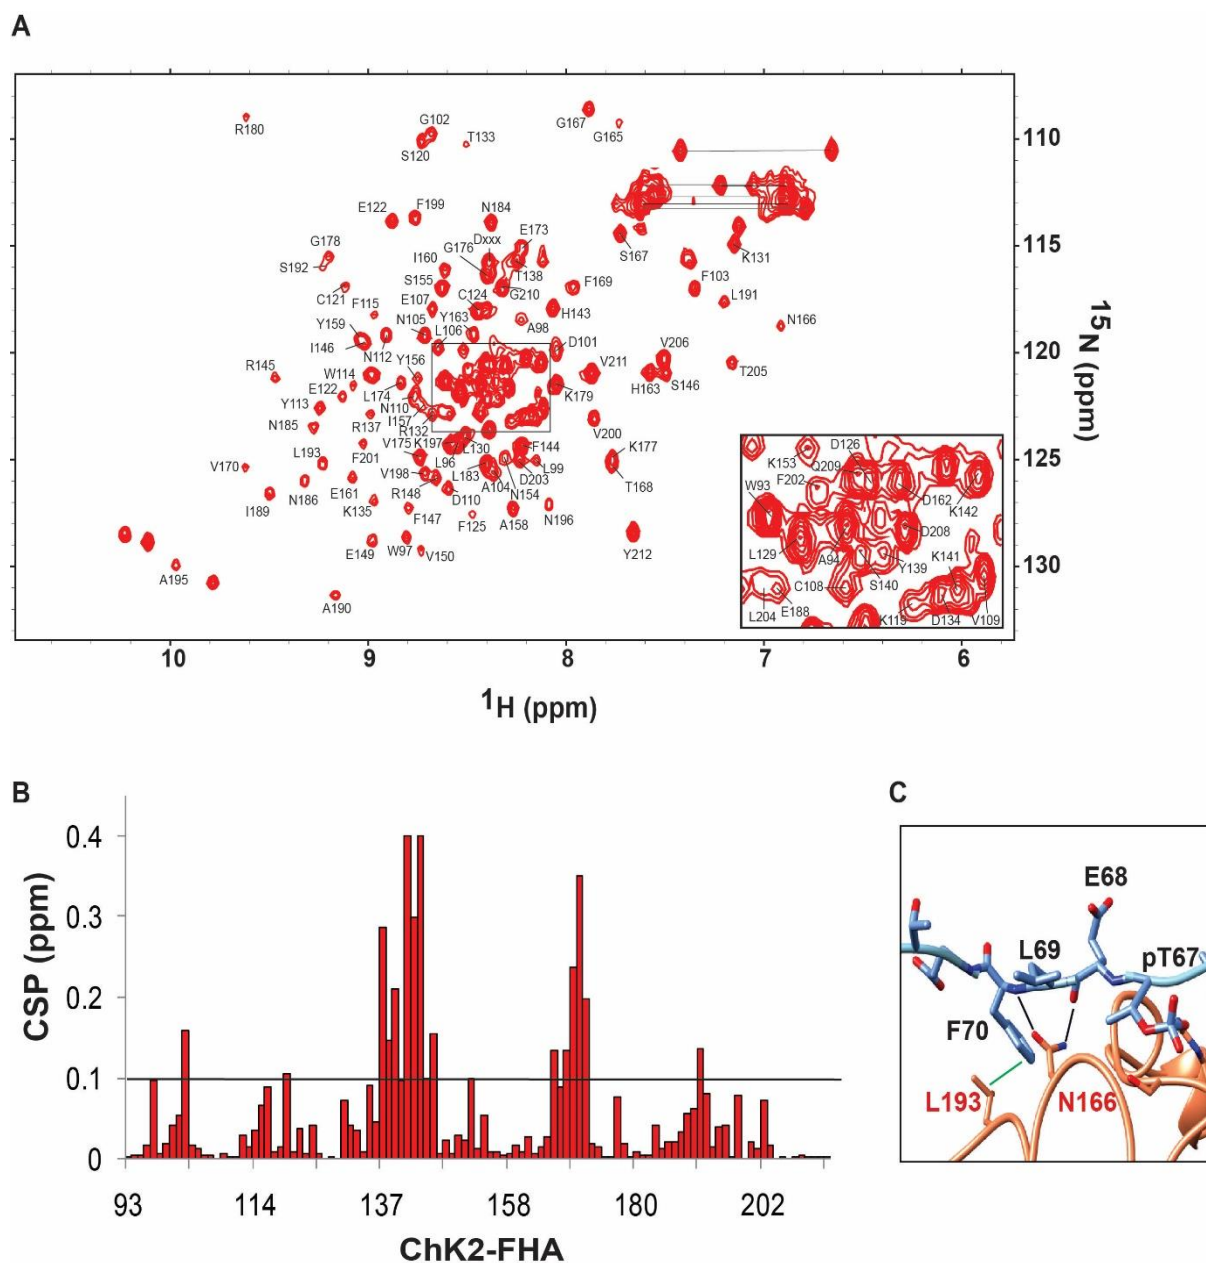 A
R180
G102
S120
T133
G167
G165
110
E122
F199
N184
E173
G178
S192
G176
Dxxx
T138
S167
K131
115
I160
S155
C121
F115
E107
C124
G210
F169
F103
H143
L191
Y159
N105
Y163
A98
N166
I146
N112
L106
D101
V206
120
R145
W114
Y156
V211
T205
E122
L174
K179
H163
S146
Y113
N110
I157
N185
R137
R132
V200
L193
V175
K197
L130
F144
K177
V170
F201
L96
L99
125
V198
L183
D203
N186
E161
R148
A104
N154
T168
I189
K135
D110
F147
F125
A158
N196
E149
W97
V150
Y212
A195
130
A190
15N (ppm)
D126
K153
Q209
F202
W93
D162
K142
D208
L129
A94
K141
Y139
C108
S140
L204
E188
K119
D134
V109
10
9
8
7
6
1H (ppm)
B
C
0.4
0.3
0.2
0.1
0
CSP (ppm)
93
114
137
158
180
202
ChK2-FHA
E68
L69
pT67
F70
L193
N166